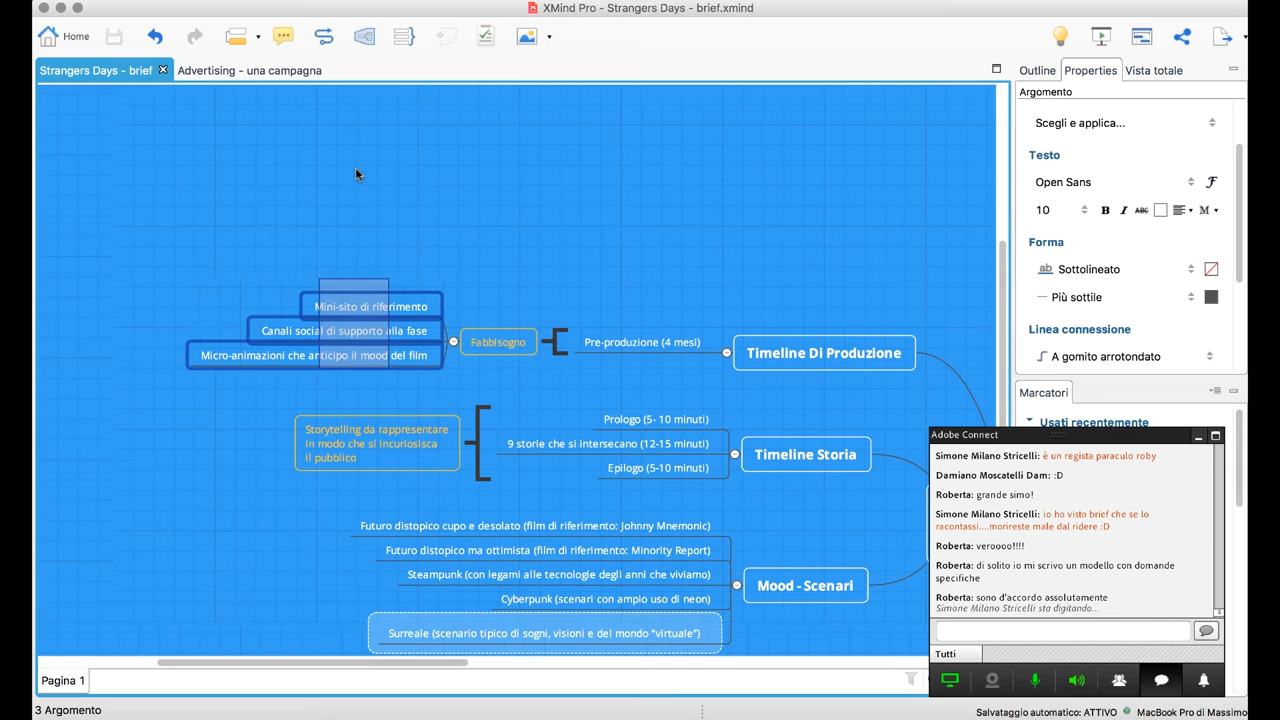 XMind Pro - Strangers Days - brief.xmind
Home
Strangers Days - brief
Advertising - una campagna
Outline
Properties
Vista totale
Argomento
Scegli e applica...
Testo
Open Sans
10
B
I
ABC
M
Forma
ab
Sottolineato
Più sottile
Linea connessione
A gomito arrotondato
Marcatori
Usati recentemente
Mini-sito di riferimento
Canali social di supporto alla fase
Micro-animazioni che anticipo il mood del film
Fabbisogno
Pre-produzione (4 mesi)
Timeline Di Produzione
Storytelling da rappresentare
in modo che si incuriosisca
il pubblico
Prologo (5- 10 minuti)
9 storie che si intersecano (12-15 minuti)
Epilogo (5-10 minuti)
Timeline Storia
Futuro distopico cupo e desolato (film di riferimento: Johnny Mnemonic)
Futuro distopico ma ottimista (film di riferimento: Minority Report)
Steampunk (con legami alle tecnologie degli anni che viviamo)
Cyberpunk (scenari con ampio uso di neon)
Surreale (scenario tipico di sogni, visioni e del mondo “virtuale”)
Mood - Scenari
Adobe Connect
Simone Milano Stricelli: è un regista paraculo roby
Damiano Moscatelli Dam: :D
Roberta: grande simo!
Simone Milano Stricelli: io ho visto brief che se lo
racontassi....morireste male dal ridere :D
Roberta: veroooo!!!!
Roberta: di solito io mi scrivo un modello con domande
specifiche
Roberta: sono d'accordo assolutamente
Simone Milano Stricelli sta digitando...
Tutti
Pagina 1
3 Argomento
Salvataggio automatico: ATTIVO
MacBook Pro di Massimo